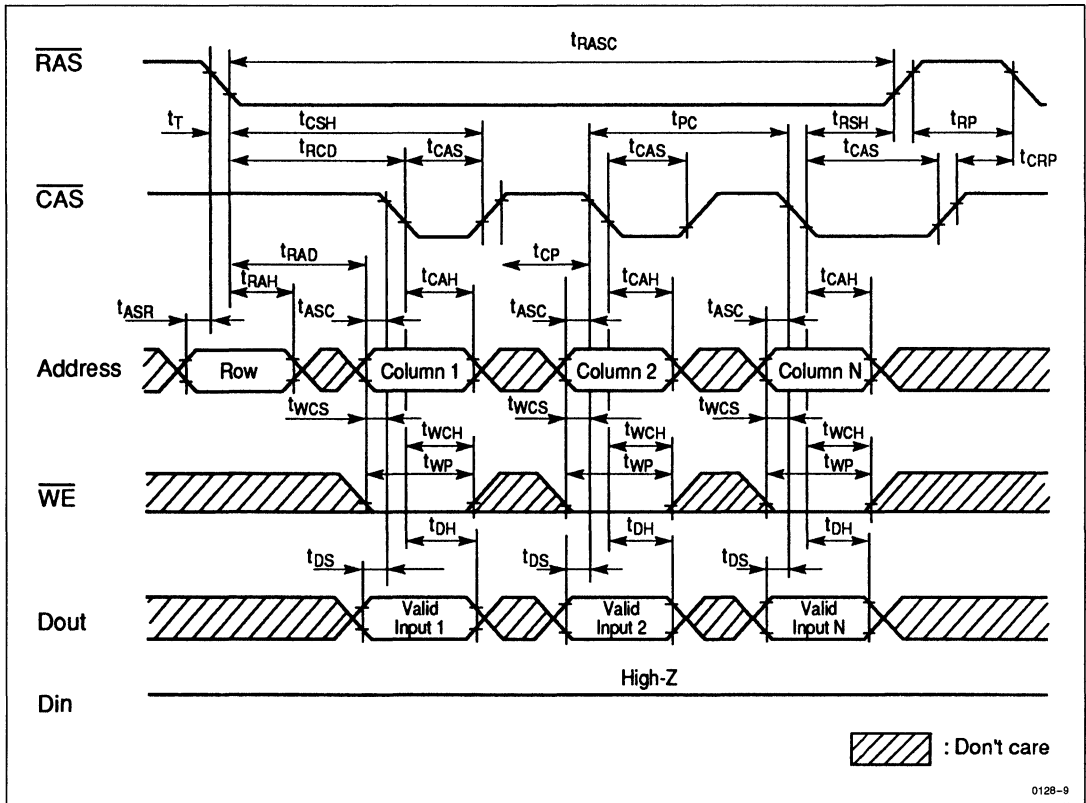 tRASC
RAS
tT
tCSH
tPC
tRSH
tRP
tRCD
tCAS
tCAS
tCAS
tCRP
CAS
tRAD
tCP
tRAH
tCAH
tCAH
tCAH
tASR
tASC
tASC
tASC
Address
Row
Column 1
Column 2
Column N
tWCS
tWCS
tWCS
tWCH
tWCH
tWCH
tWP
tWP
tWP
WE
tDH
tDH
tDH
tDS
tDS
tDS
Dout
Valid
Input 1
Valid
Input 2
Valid
Input N
High-Z
Din
: Don't care
0128-9